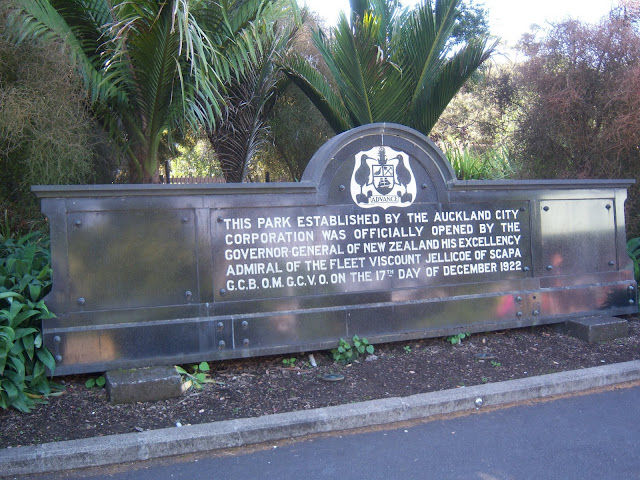 ADVANCE
THIS PARK ESTABLISHED BY THE AUCKLAND CITY
CORPORATION WAS OFFICIALLY OPENED BY THE
GOVERNOR-GENERAL OF NEW ZEALAND HIS EXCELLENCY
ADMIRAL OF THE FLEET VISCOUNT JELLICOE OF SCAPA
G.C.B. O.M. G.C.V.O. ON THE 17TH DAY OF DECEMBER 1922